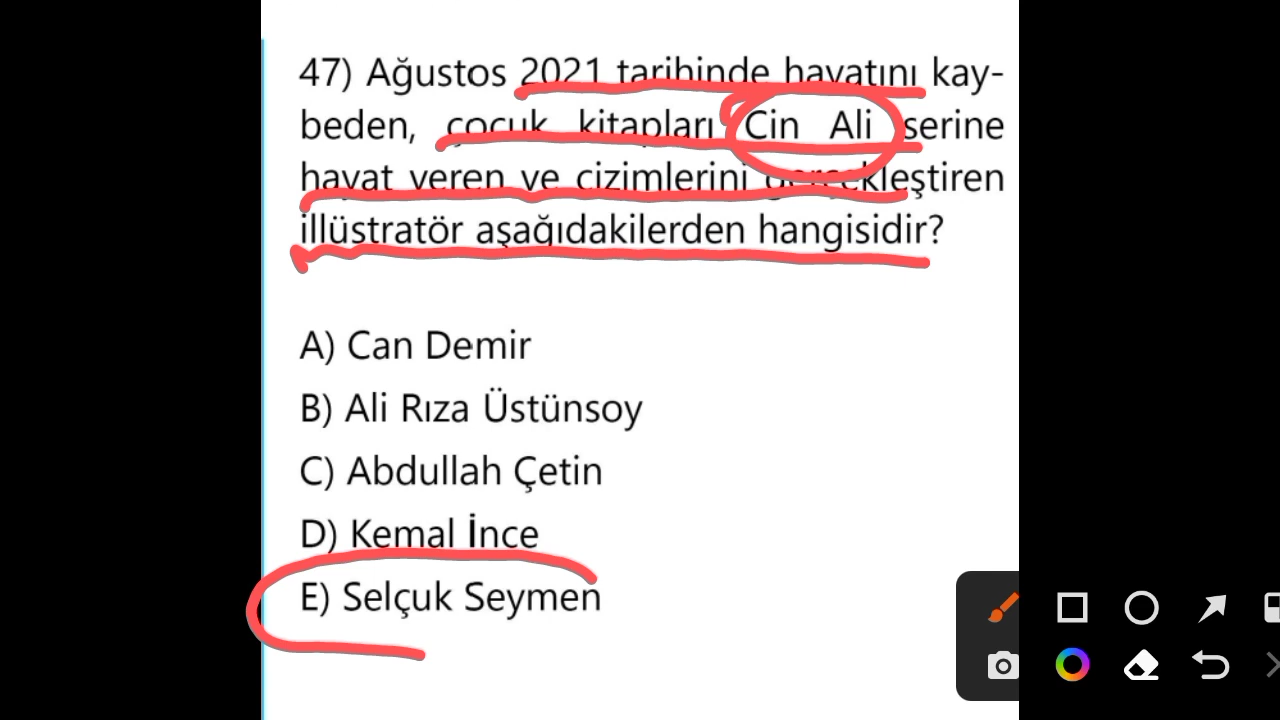 47) Ağustos 2021 tarihinde hayatını kay-
beden, çocuk kitapları Cin Ali serine
hayat veren ve çizimlerini gerçekleştiren
illüstratör aşağıdakilerden hangisidir?
A) Can Demir
B) Ali Rıza Üstünsoy
C) Abdullah Çetin
D) Kemal İnce
E) Selçuk Seymen